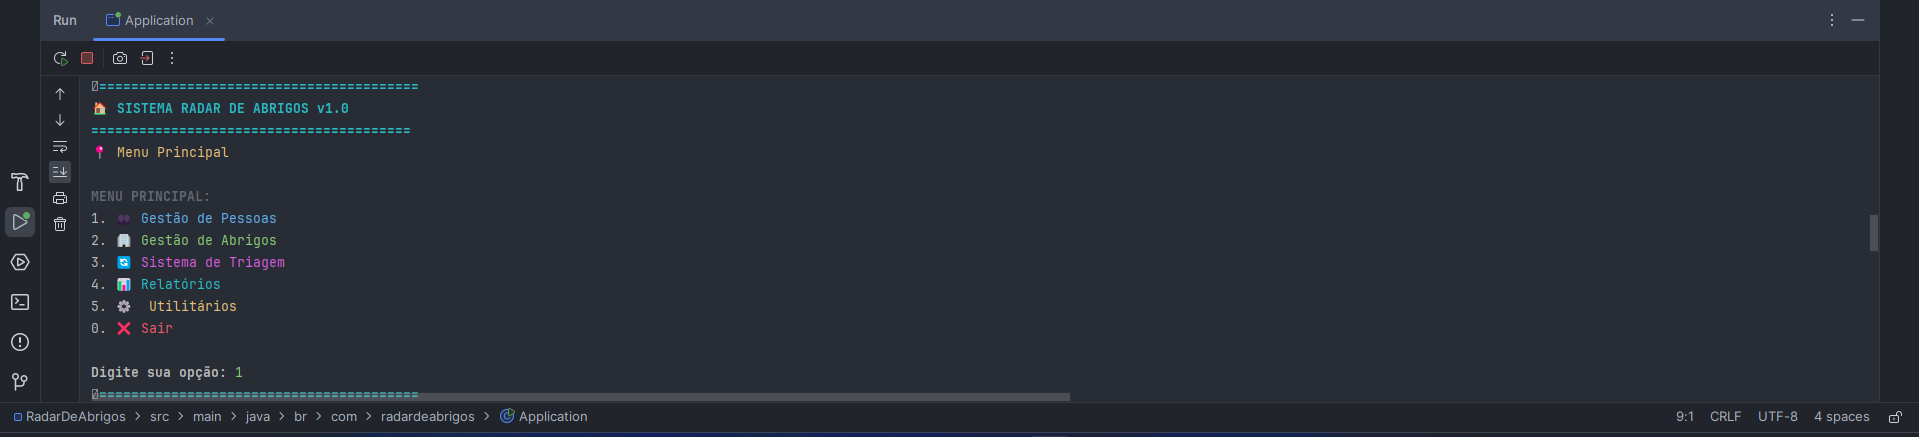 Run Application
========================================
SISTEMA RADAR DE ABRIGOS v1.0
========================================
Menu Principal
MENU PRINCIPAL:
1. Gestão de Pessoas
2. Gestão de Abrigos
3. Sistema de Triagem
4. Relatórios
5. Utilitários
0. Sair
Digite sua opção: 1
========================================
RadarDeAbrigos > src > main > java > br > com > radardeabrigos > Application 9:1 CRLF UTF-8 4 spaces